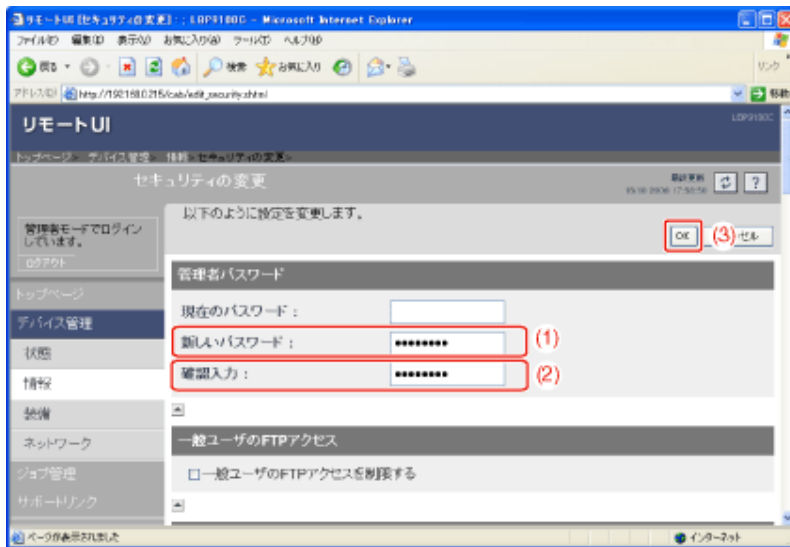 リモートUI [セキュリティの変更] : ; LBP9100C - Microsoft Internet Explorer
ファイル(F) 編集(E) 表示(V) お気に入り(A) ツール(T) ヘルプ(H)
戻る 検索 お気に入り リンク
アドレス(D) http://192.168.0.215/cab/edit_security.shtml 移動
リモートUI
LBP9100C
トップページ> デバイス管理> 情報> セキュリティの変更>
セキュリティの変更
最終更新
以下のように設定を変更します。
管理者モードでログイン
しています。
OK (3)
ログアウト
管理者パスワード
トップページ
現在のパスワード :
デバイス管理
新しいパスワード : ●●●●●●●● (1)
状態
確認入力 : ●●●●●●●● (2)
情報
装備
ネットワーク
一般ユーザのFTPアクセス
ジョブ管理
一般ユーザのFTPアクセスを制限する
サポートリンク
ページが表示されました インターネット